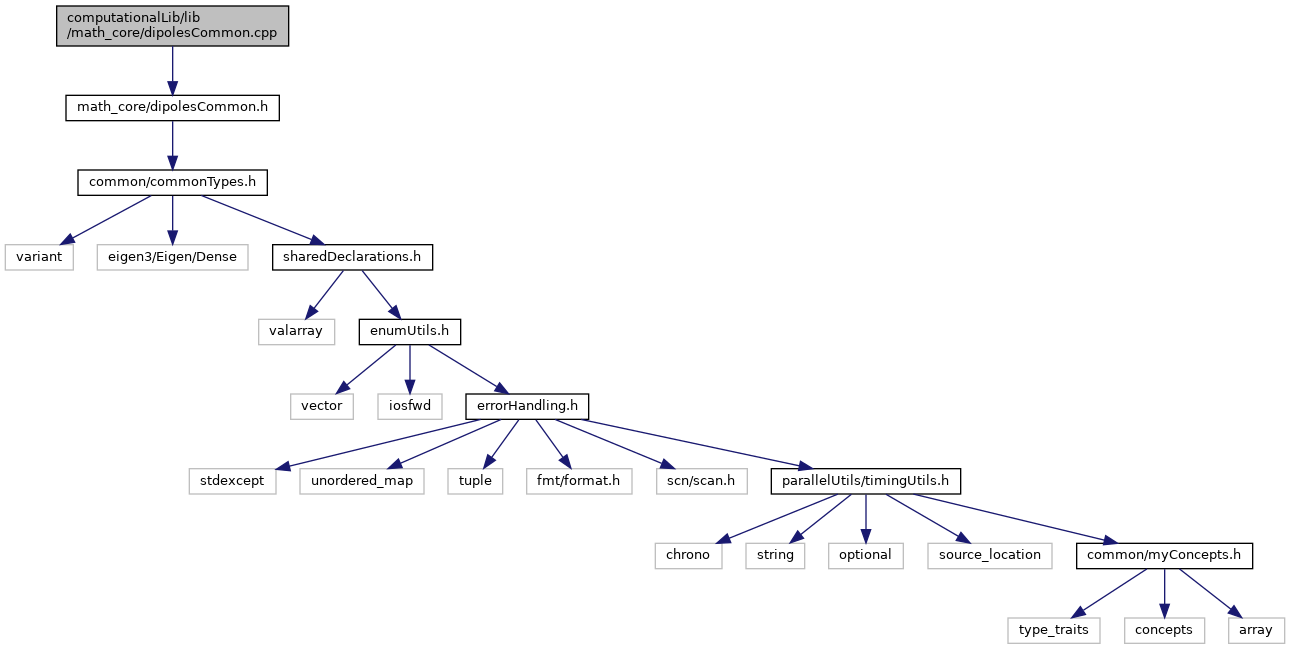 computationalLib/lib
/math_core/dipolesCommon.cpp
math_core/dipolesCommon.h
common/commonTypes.h
variant
eigen3/Eigen/Dense
sharedDeclarations.h
valarray
enumUtils.h
vector
iosfwd
errorHandling.h
stdexcept
unordered_map
tuple
fmt/format.h
scn/scan.h
parallelUtils/timingUtils.h
chrono
string
optional
source_location
common/myConcepts.h
type_traits
concepts
array